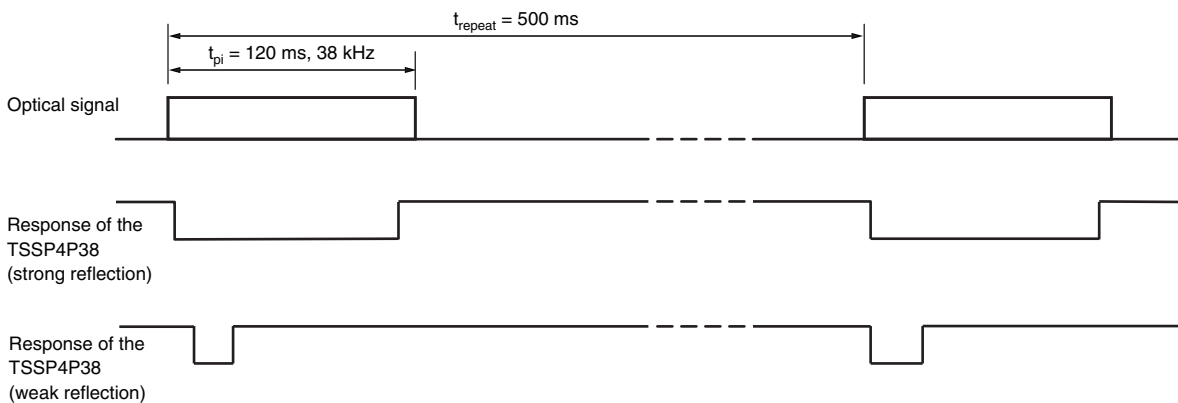 t_repeat = 500 ms
t_pi = 120 ms, 38 kHz
Optical signal
Response of the
TSSP4P38
(strong reflection)
Response of the
TSSP4P38
(weak reflection)